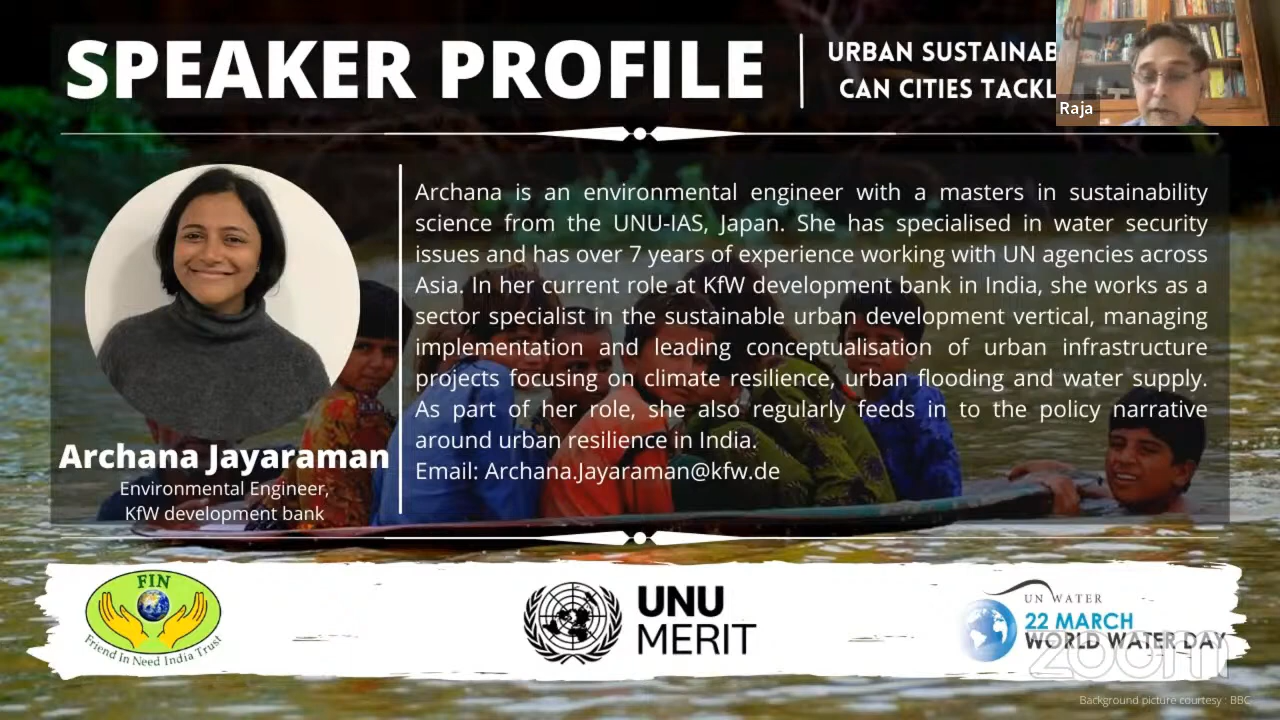 SPEAKER PROFILE
URBAN SUSTAINAB
CAN CITIES TACKL
Raja
Archana is an environmental engineer with a masters in sustainability
science from the UNU-IAS, Japan. She has specialised in water security
issues and has over 7 years of experience working with UN agencies across
Asia. In her current role at KfW development bank in India, she works as a
sector specialist in the sustainable urban development vertical, managing
implementation and leading conceptualisation of urban infrastructure
projects focusing on climate resilience, urban flooding and water supply.
As part of her role, she also regularly feeds in to the policy narrative
around urban resilience in India.
Email: Archana.Jayaraman@kfw.de
Archana Jayaraman
Environmental Engineer,
KfW development bank
FIN
Friend In Need India Trust
UNU
MERIT
UN WATER
22 MARCH
WORLD WATER DAY
zoom
Background picture courtesy : BBC